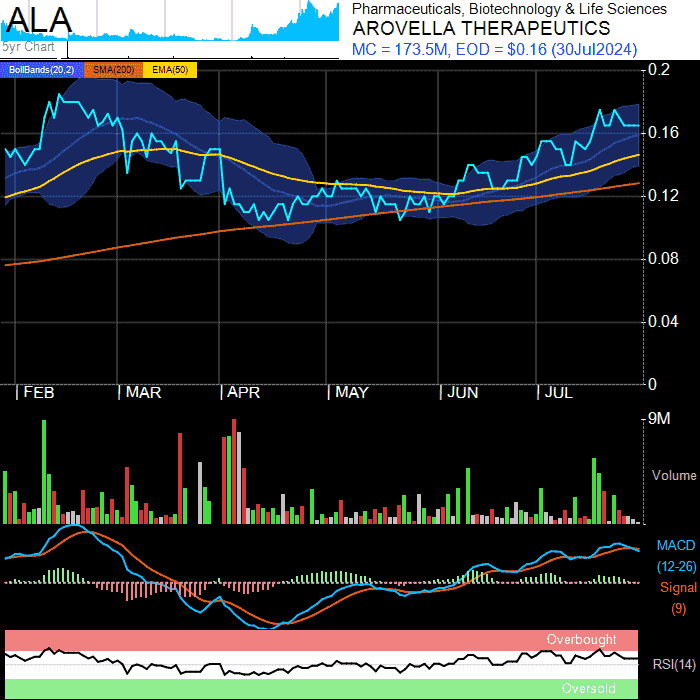 ALA
5yr Chart
Pharmaceuticals, Biotechnology & Life Sciences
AROVELLA THERAPEUTICS
MC = 173.5M, EOD = $0.16 (30Jul2024)
BollBands(20,2) SMA(200) EMA(50)
0.2
0.16
0.12
0.08
0.04
0
FEB MAR APR MAY JUN JUL
9M
Volume
MACD
(12-26)
Signal
(9)
Overbought
RSI(14)
Oversold